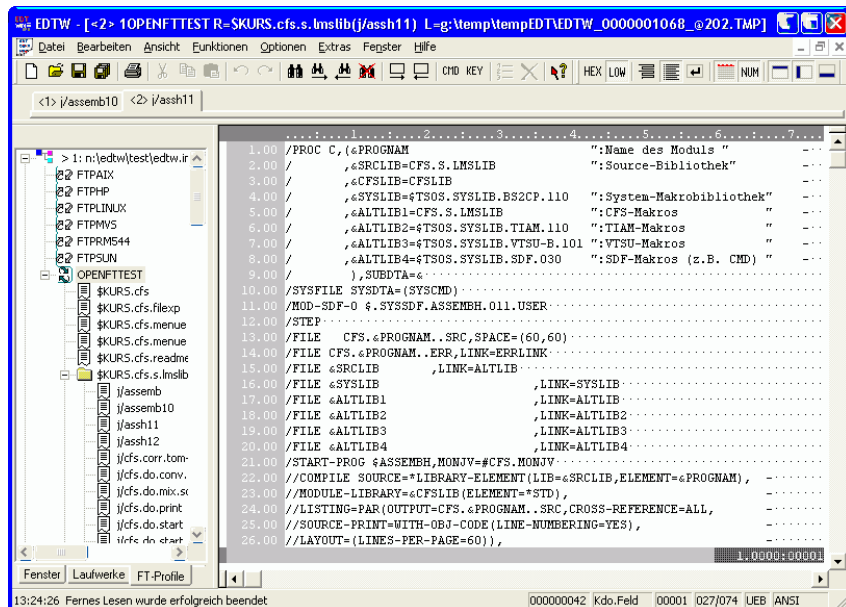 EDTW - [<2> 1OPENFTTEST R=$KURS.cfs.s.lmslib(j/assh11) L=g:\temp\tempEDT\EDTW_0000001068_@202.TMP]
Datei Bearbeiten Ansicht Funktionen Optionen Extras Fenster Hilfe
CMD KEY HEX LOW NUM
<1> j/assemb10 <2> j/assh11
....:....1....:....2....:....3....:....4....:....5....:....6....:....7....
> 1: n:\edtw\test\edtw.ir
FTPAIX
FTPHP
FTPLINUX
FTPMVS
FTPRM544
FTPSUN
OPENFTTEST
$KURS.cfs
$KURS.cfs.filexp
$KURS.cfs.menue
$KURS.cfs.menue
$KURS.cfs.readme
$KURS.cfs.s.lmslib
j/assemb
j/assemb10
j/assh11
j/assh12
j/cfs.corr.tom-
j/cfs.do.conv.
j/cfs.do.mix.sc
j/cfs.do.print
j/cfs.do.start
j/cfs.do.start
1.00 /PROC C,(&PROGNAM ":Name des Moduls " -
2.00 / ,&SRCLIB=CFS.S.LMSLIB ":Source-Bibliothek" -
3.00 / ,&CFSLIB=CFSLIB -
4.00 / ,&SYSLIB=$TSOS.SYSLIB.BS2CP.110 ":System-Makrobibliothek" -
5.00 / ,&ALTLIB1=CFS.S.LMSLIB ":CFS-Makros " -
6.00 / ,&ALTLIB2=$TSOS.SYSLIB.TIAM.110 ":TIAM-Makros " -
7.00 / ,&ALTLIB3=$TSOS.SYSLIB.VTSU-B.101 ":VTSU-Makros " -
8.00 / ,&ALTLIB4=$TSOS.SYSLIB.SDF.030 ":SDF-Makros (z.B. CMD) " -
9.00 / ),SUBDTA=&
10.00 /SYSFILE SYSDTA=(SYSCMD)
11.00 /MOD-SDF-O $.SYSSDF.ASSEMBH.011.USER
12.00 /STEP
13.00 /FILE CFS.&PROGNAM..SRC,SPACE=(60,60)
14.00 /FILE CFS.&PROGNAM..ERR,LINK=ERRLINK
15.00 /FILE &SRCLIB ,LINK=ALTLIB
16.00 /FILE &SYSLIB ,LINK=SYSLIB
17.00 /FILE &ALTLIB1 ,LINK=ALTLIB
18.00 /FILE &ALTLIB2 ,LINK=ALTLIB2
19.00 /FILE &ALTLIB3 ,LINK=ALTLIB3
20.00 /FILE &ALTLIB4 ,LINK=ALTLIB4
21.00 /START-PROG $ASSEMBH,MONJV=#CFS.MONJV
22.00 //COMPILE SOURCE=*LIBRARY-ELEMENT(LIB=&SRCLIB,ELEMENT=&PROGNAM), -
23.00 //MODULE-LIBRARY=&CFSLIB(ELEMENT=*STD), -
24.00 //LISTING=PAR(OUTPUT=CFS.&PROGNAM..SRC,CROSS-REFERENCE=ALL, -
25.00 //SOURCE-PRINT=WITH-OBJ-CODE(LINE-NUMBERING=YES), -
26.00 //LAYOUT=(LINES-PER-PAGE=60)), -
1.0000:00001
Fenster Laufwerke FT-Profile
13:24:26 Fernes Lesen wurde erfolgreich beendet 000000042 Kdo.Feld 00001 027/074 UEB ANSI